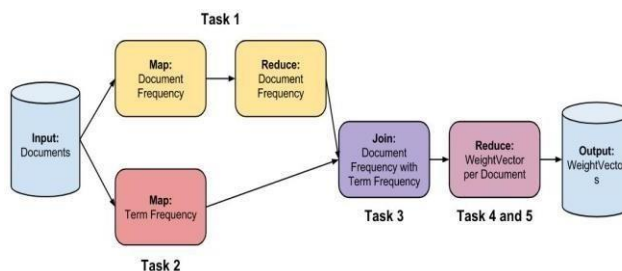 Task 1
Map:
Document
Frequency
Reduce:
Document
Frequency
Input:
Documents
Map:
Term Frequency
Task 2
Join:
Document
Frequency with
Term Frequency
Task 3
Reduce:
WeightVector
per Document
Task 4 and 5
Output:
WeightVector
s